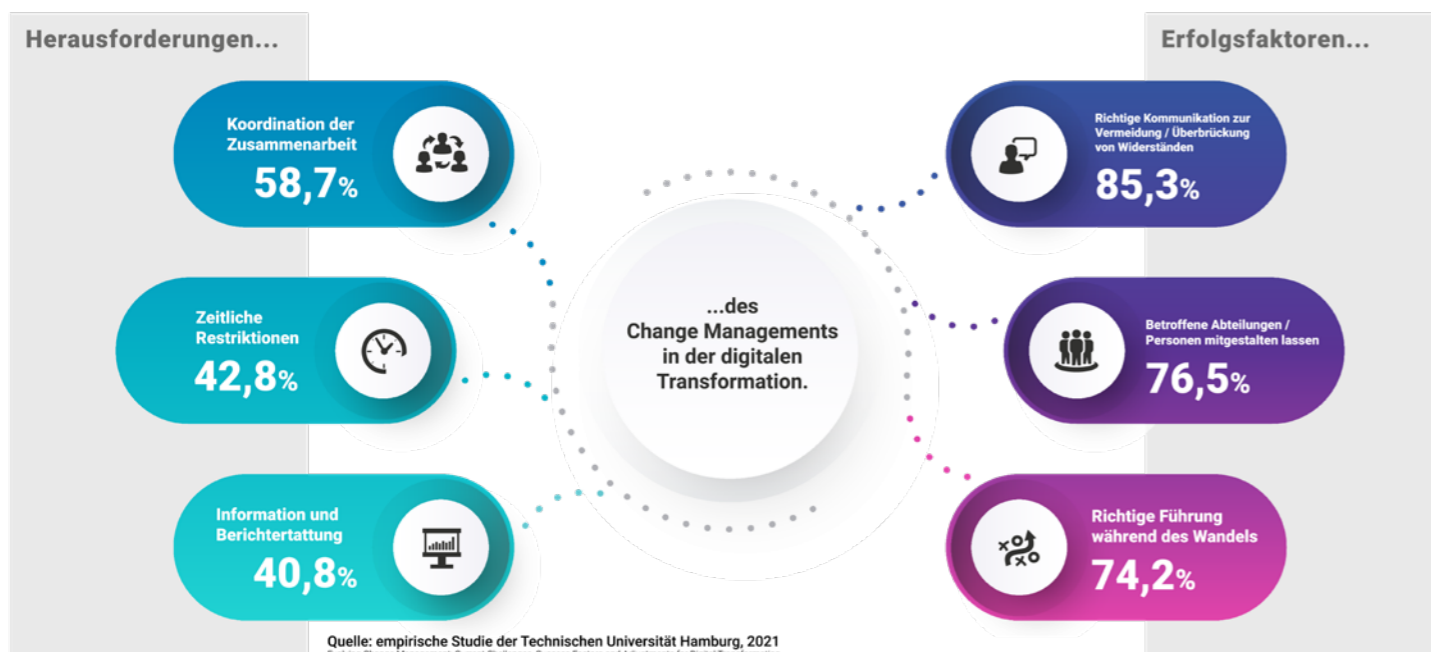 Herausforderungen...
Koordination der
Zusammenarbeit
58,7%
Zeitliche
Restriktionen
42,8%
Information und
Berichtertattung
40,8%
...des
Change Managements
in der digitalen
Transformation.
Erfolgsfaktoren...
Richtige Kommunikation zur
Vermeidung / Überbrückung
von Widerständen
85,3%
Betroffene Abteilungen /
Personen mitgestalten lassen
76,5%
Richtige Führung
während des Wandels
74,2%
Quelle: empirische Studie der Technischen Universität Hamburg, 2021